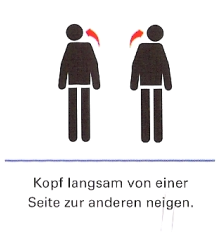 Kopf langsam von einer
Seite zur anderen neigen.